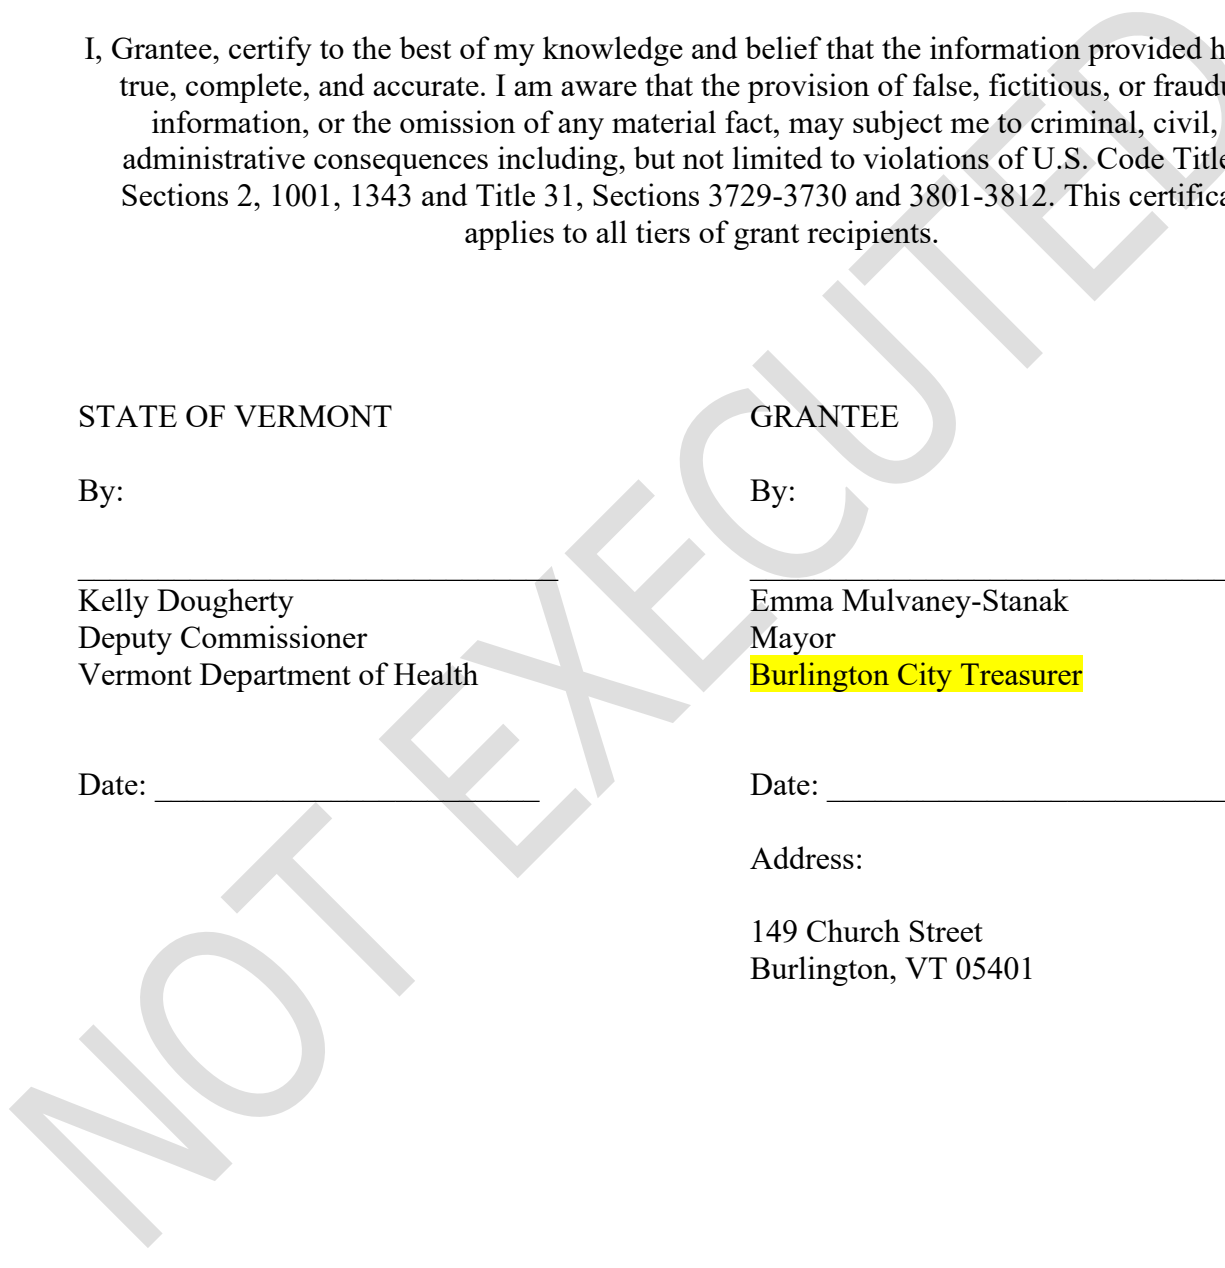 I, Grantee, certify to the best of my knowledge and belief that the information provided
true, complete, and accurate. I am aware that the provision of false, fictitious, or
information, or the omission of any material fact, may subject me to criminal, civil,
administrative consequences including, but not limited to violations of U.S. Code
Sections 2, 1001, 1343 and Title 31, Sections 3729-3730 and 3801-3812. This
applies to all tiers of grant recipients.
STATE OF VERMONT
By:
Kelly Dougherty
Deputy Commissioner
Vermont Department of Health
Date:
GRANTEE
By:
Emma Mulvaney-Stanak
Mayor
Burlington City Treasurer
Date:
Address:
149 Church Street
Burlington, VT 05401
NOT EXECUTED